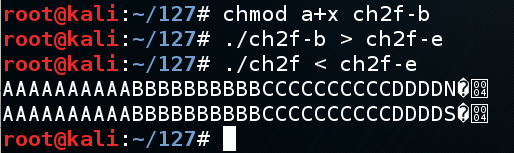 root@kali:~/127# chmod a+x ch2f-b
root@kali:~/127# ./ch2f-b > ch2f-e
root@kali:~/127# ./ch2f < ch2f-e
AAAAAAAAAABBBBBBBBBBCCCCCCCCCCDDDDN�
AAAAAAAAAABBBBBBBBBBCCCCCCCCCCDDDDS�
root@kali:~/127#